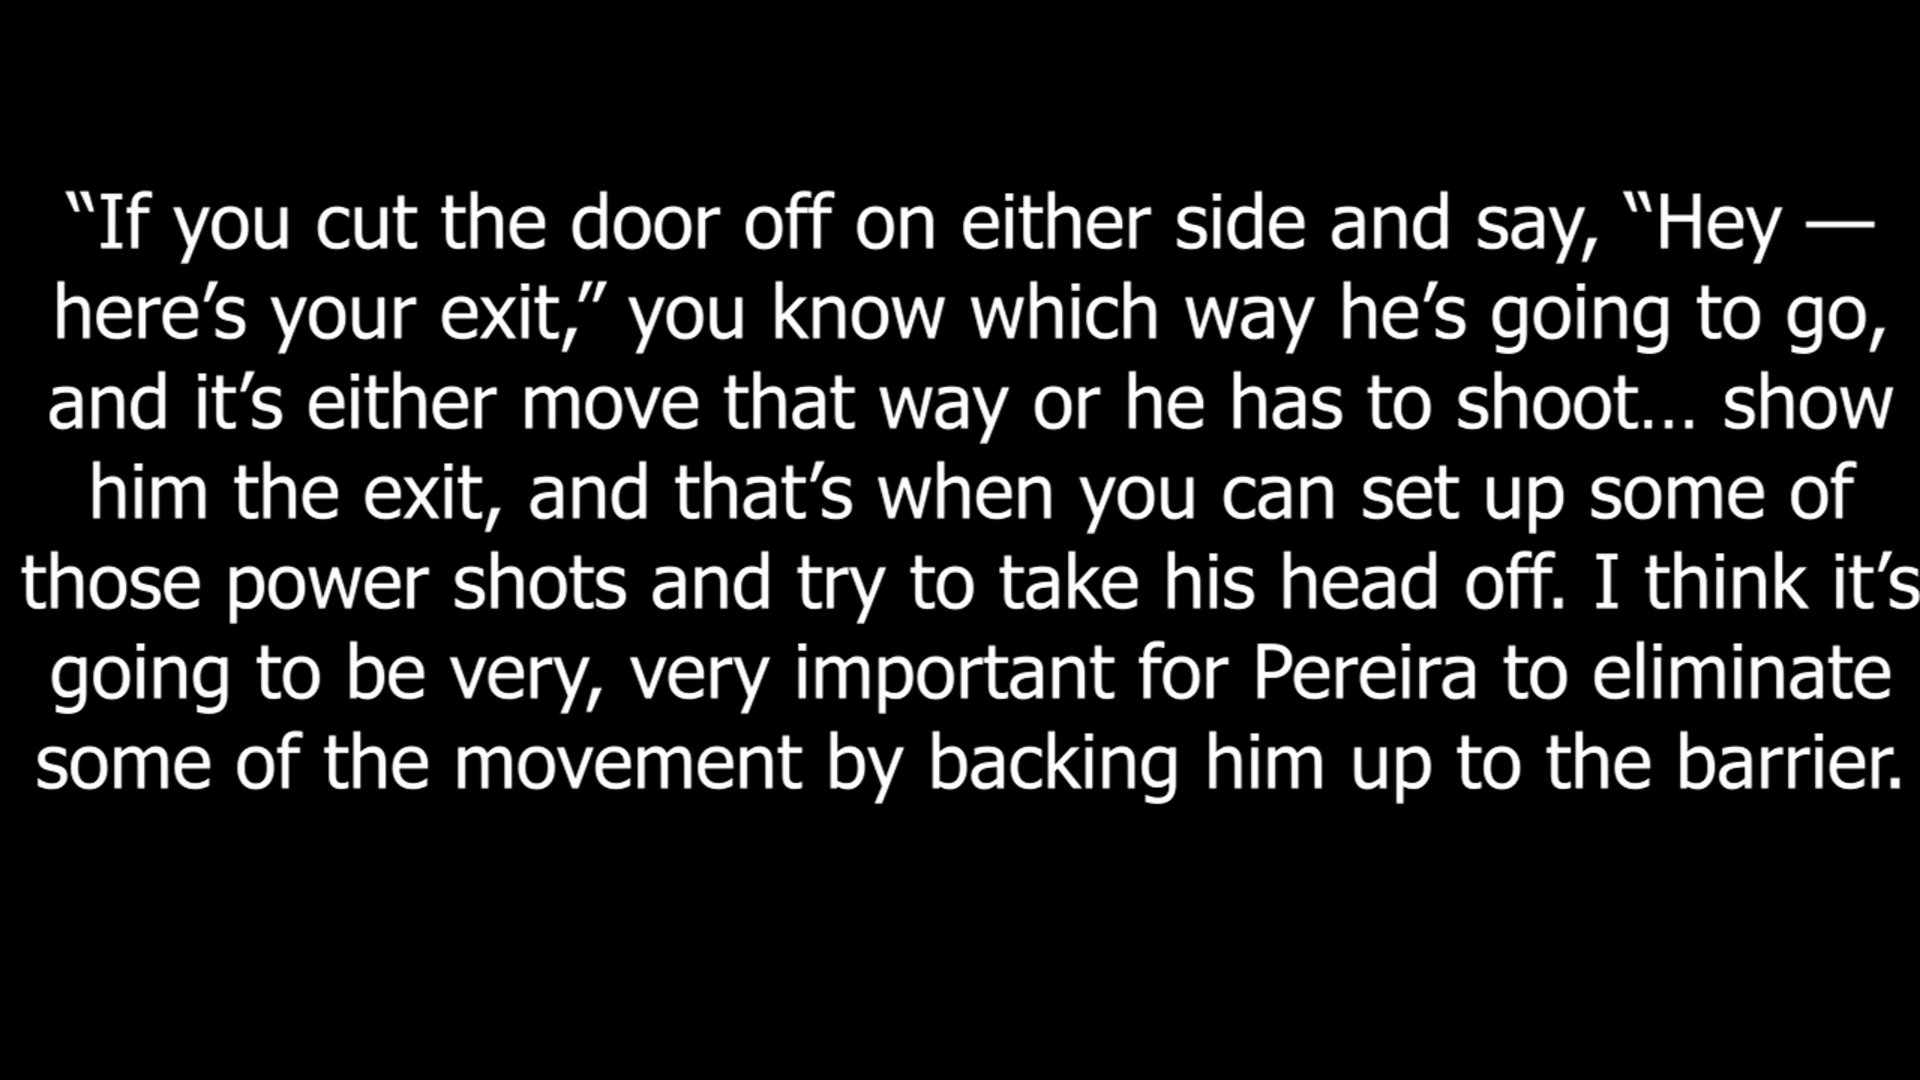 “If you cut the door off on either side and say, “Hey —
here’s your exit,” you know which way he’s going to go,
and it’s either move that way or he has to shoot… show
him the exit, and that’s when you can set up some of
those power shots and try to take his head off. I think it’s
going to be very, very important for Pereira to eliminate
some of the movement by backing him up to the barrier.